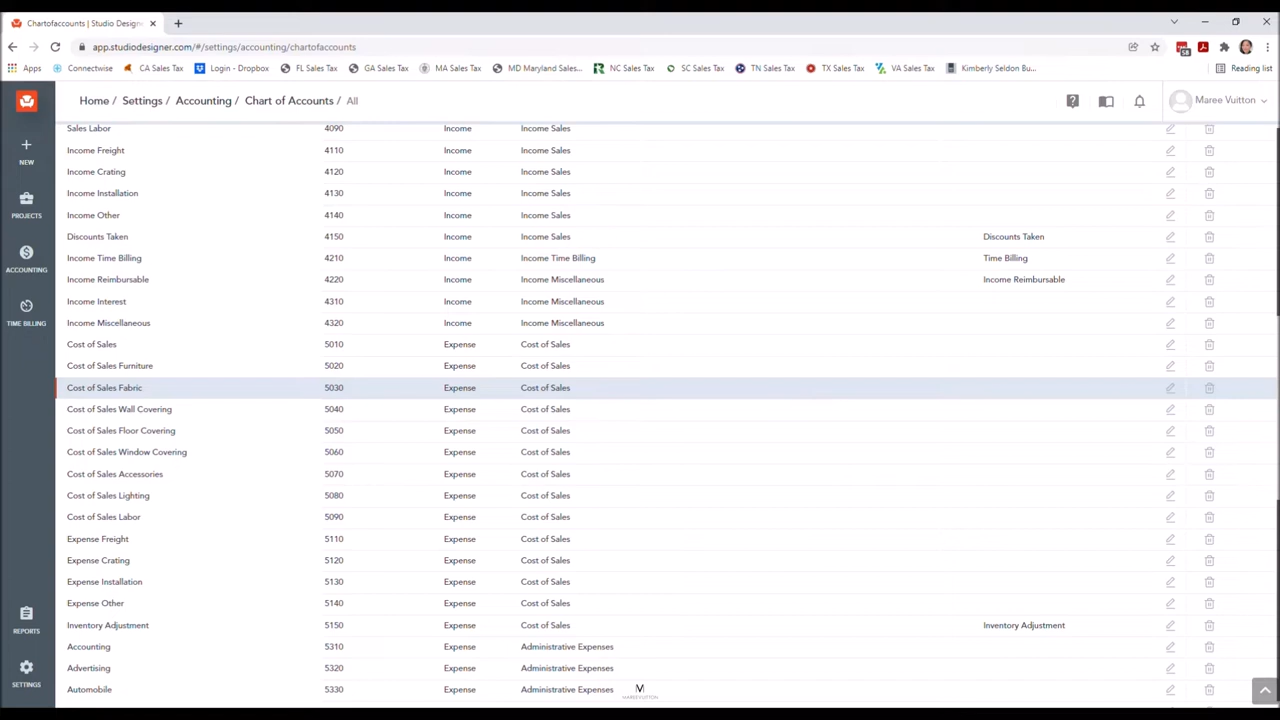 Chartofaccounts | Studio Design
app.studiodesigner.com/#/settings/accounting/chartofaccounts
58
Apps Connectwise CA Sales Tax Login - Dropbox FL Sales Tax GA Sales Tax MA Sales Tax MD Maryland Sales... NC Sales Tax SC Sales Tax TN Sales Tax TX Sales Tax VA Sales Tax Kimberly Seldon Bu... Reading list
Home / Settings / Accounting / Chart of Accounts / All
Maree Vuitton
NEW
PROJECTS
ACCOUNTING
TIME BILLING
REPORTS
SETTINGS
Sales Labor 4090 Income Income Sales
Income Freight 4110 Income Income Sales
Income Crating 4120 Income Income Sales
Income Installation 4130 Income Income Sales
Income Other 4140 Income Income Sales
Discounts Taken 4150 Income Income Sales Discounts Taken
Income Time Billing 4210 Income Income Time Billing Time Billing
Income Reimbursable 4220 Income Income Miscellaneous Income Reimbursable
Income Interest 4310 Income Income Miscellaneous
Income Miscellaneous 4320 Income Income Miscellaneous
Cost of Sales 5010 Expense Cost of Sales
Cost of Sales Furniture 5020 Expense Cost of Sales
Cost of Sales Fabric 5030 Expense Cost of Sales
Cost of Sales Wall Covering 5040 Expense Cost of Sales
Cost of Sales Floor Covering 5050 Expense Cost of Sales
Cost of Sales Window Covering 5060 Expense Cost of Sales
Cost of Sales Accessories 5070 Expense Cost of Sales
Cost of Sales Lighting 5080 Expense Cost of Sales
Cost of Sales Labor 5090 Expense Cost of Sales
Expense Freight 5110 Expense Cost of Sales
Expense Crating 5120 Expense Cost of Sales
Expense Installation 5130 Expense Cost of Sales
Expense Other 5140 Expense Cost of Sales
Inventory Adjustment 5150 Expense Cost of Sales Inventory Adjustment
Accounting 5310 Expense Administrative Expenses
Advertising 5320 Expense Administrative Expenses
Automobile 5330 Expense Administrative Expenses
MAREE VUITTON